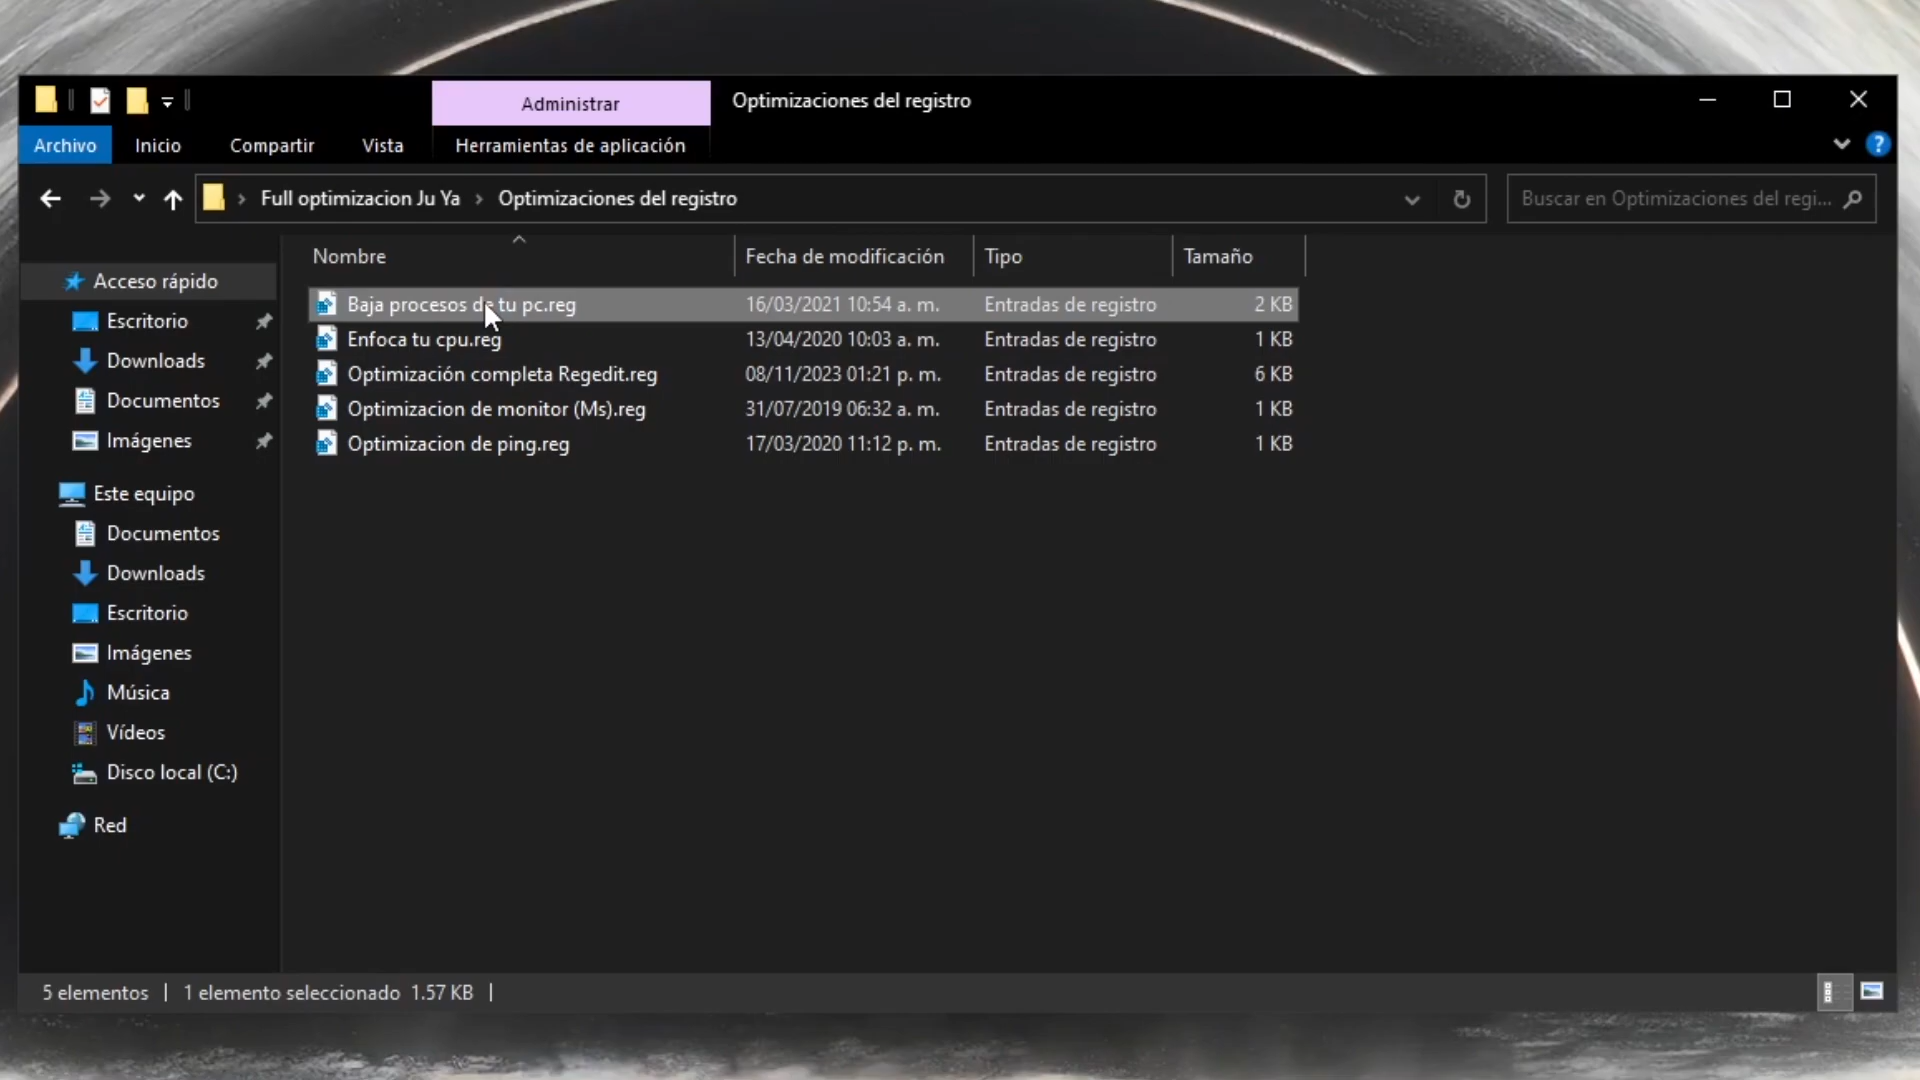 Administrar
Optimizaciones del registro
Archivo
Inicio
Compartir
Vista
Herramientas de aplicación
?
Full optimizacion Ju Ya
Optimizaciones del registro
Buscar en Optimizaciones del regi...
Nombre
Fecha de modificación
Tipo
Tamaño
Acceso rápido
Escritorio
Downloads
Documentos
Imágenes
Este equipo
Documentos
Downloads
Escritorio
Imágenes
Música
Vídeos
Disco local (C:)
Red
Baja procesos de tu pc.reg 16/03/2021 10:54 a. m. Entradas de registro 2 KB
Enfoca tu cpu.reg 13/04/2020 10:03 a. m. Entradas de registro 1 KB
Optimización completa Regedit.reg 08/11/2023 01:21 p. m. Entradas de registro 6 KB
Optimizacion de monitor (Ms).reg 31/07/2019 06:32 a. m. Entradas de registro 1 KB
Optimizacion de ping.reg 17/03/2020 11:12 p. m. Entradas de registro 1 KB
5 elementos 1 elemento seleccionado 1.57 KB